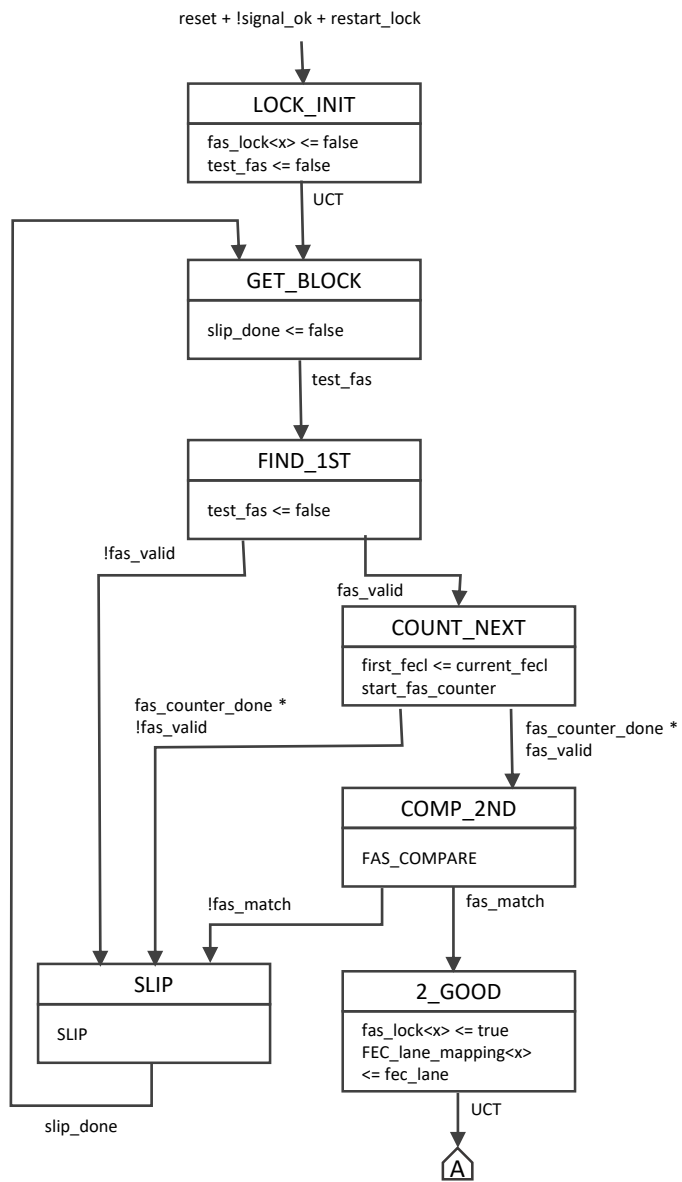 reset + !signal_ok + restart_lock
LOCK_INIT
fas_lock<x> <= false
test_fas <= false
UCT
GET_BLOCK
slip_done <= false
test_fas
FIND_1ST
test_fas <= false
!fas_valid
fas_valid
COUNT_NEXT
first_fecl <= current_fecl
start_fas_counter
fas_counter_done *
!fas_valid
fas_counter_done *
fas_valid
COMP_2ND
FAS_COMPARE
!fas_match
fas_match
SLIP
SLIP
2_GOOD
fas_lock<x> <= true
FEC_lane_mapping<x>
<= fec_lane
slip_done
UCT
A